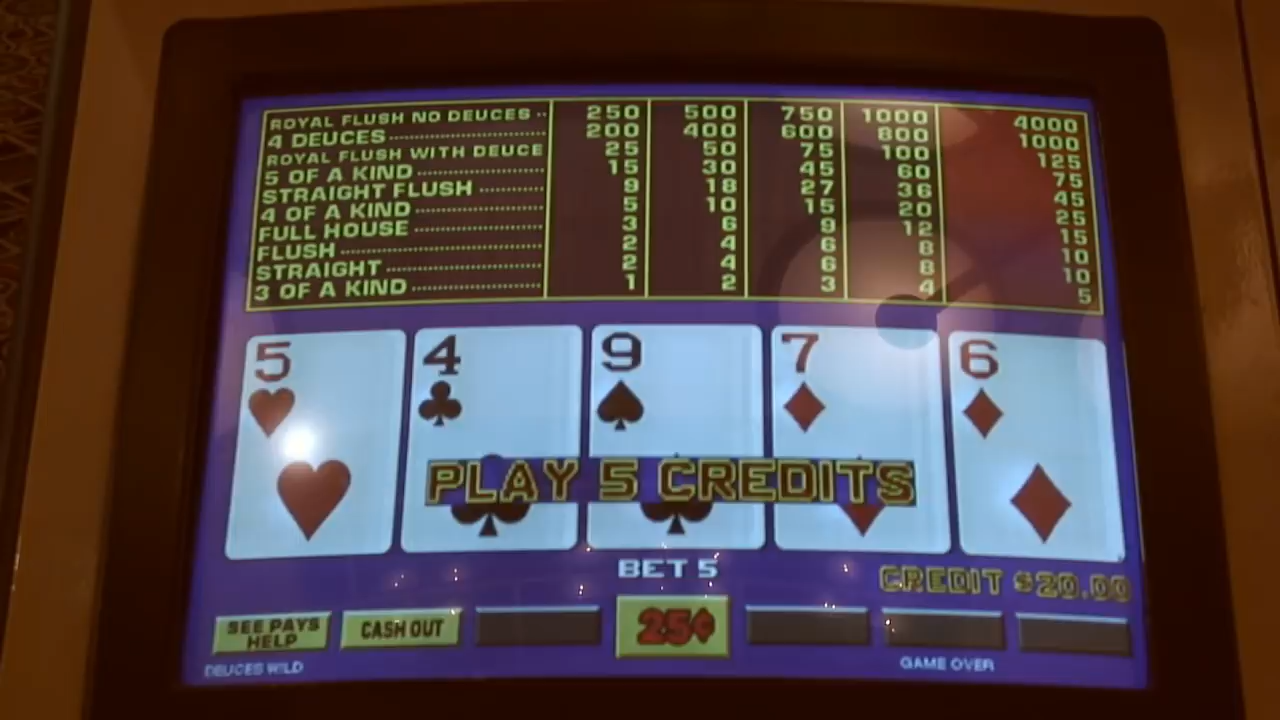 ROYAL FLUSH NO DEUCES 250 500 750 1000 4000
4 DEUCES 200 400 600 800 1000
ROYAL FLUSH WITH DEUCE 25 50 75 100 125
5 OF A KIND 15 30 45 60 75
STRAIGHT FLUSH 9 18 27 36 45
4 OF A KIND 5 10 15 20 25
FULL HOUSE 3 6 9 12 15
FLUSH 2 4 6 8 10
STRAIGHT 2 4 6 8 10
3 OF A KIND 1 2 3 4 5
5 4 9 7 6
PLAY 5 CREDITS
BET 5
CREDIT $20.00
SEE PAYS HELP CASH OUT 25¢
DEUCES WILD GAME OVER